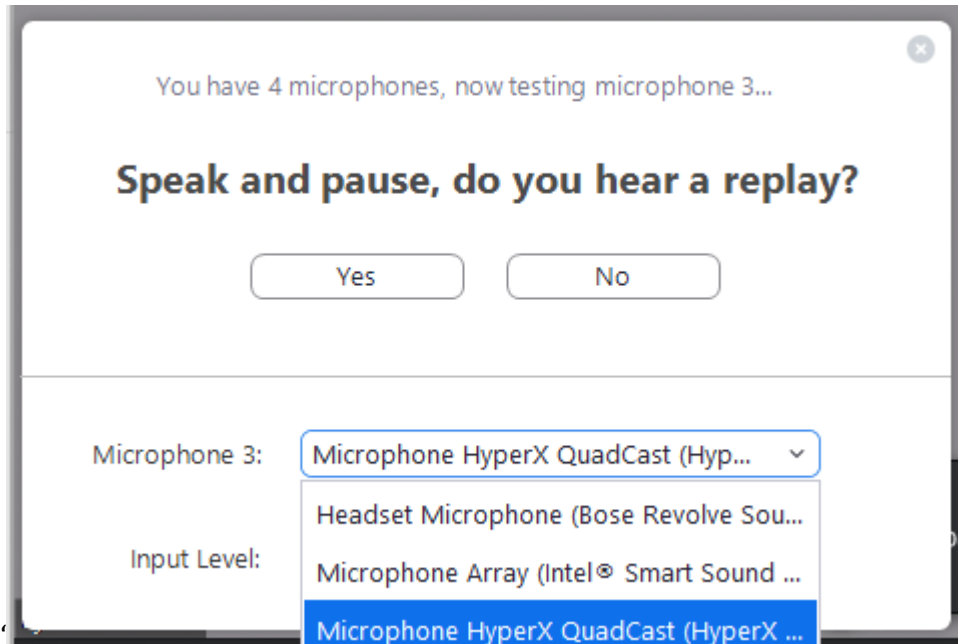 You have 4 microphones, now testing microphone 3...
Speak and pause, do you hear a replay?
Yes No
Microphone 3: Microphone HyperX QuadCast (Hyp...
Headset Microphone (Bose Revolve Sou...
Input Level:
Microphone Array (Intel® Smart Sound ...
Microphone HyperX QuadCast (HyperX ...